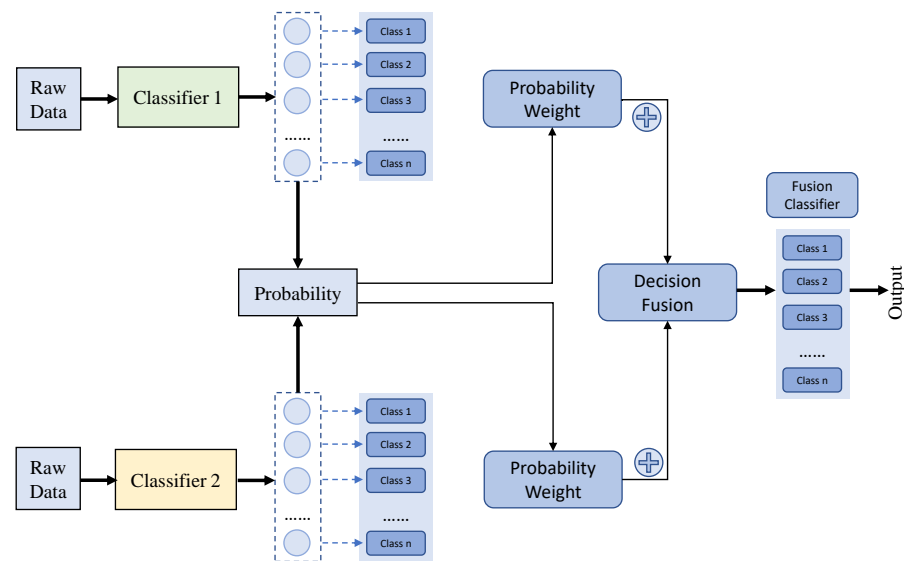 Raw
Data
Classifier 1
Class 1
Class 2
Class 3
......
......
Class n
Probability
Weight
Probability
Decision
Fusion
Fusion
Classifier
Class 1
Class 2
Class 3
......
Class n
Output
Raw
Data
Classifier 2
Class 1
Class 2
Class 3
......
......
Class n
Probability
Weight